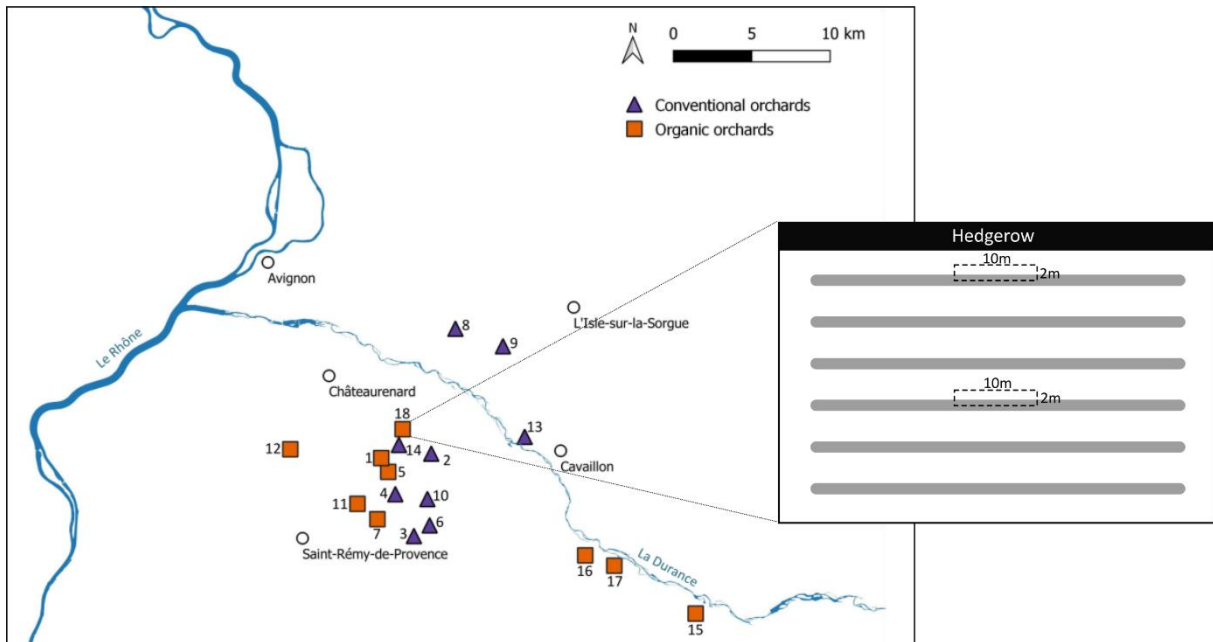 N
0 5 10 km
Conventional orchards
Organic orchards
Hedgerow
10m
2m
10m
2m
Avignon
Le Rhône
L'Isle-sur-la-Sorgue
8
9
Châteaurenard
18
13
12
14
2
1
5
Cavaillon
4
10
11
7
6
3
Saint-Rémy-de-Provence
La Durance
16
17
15